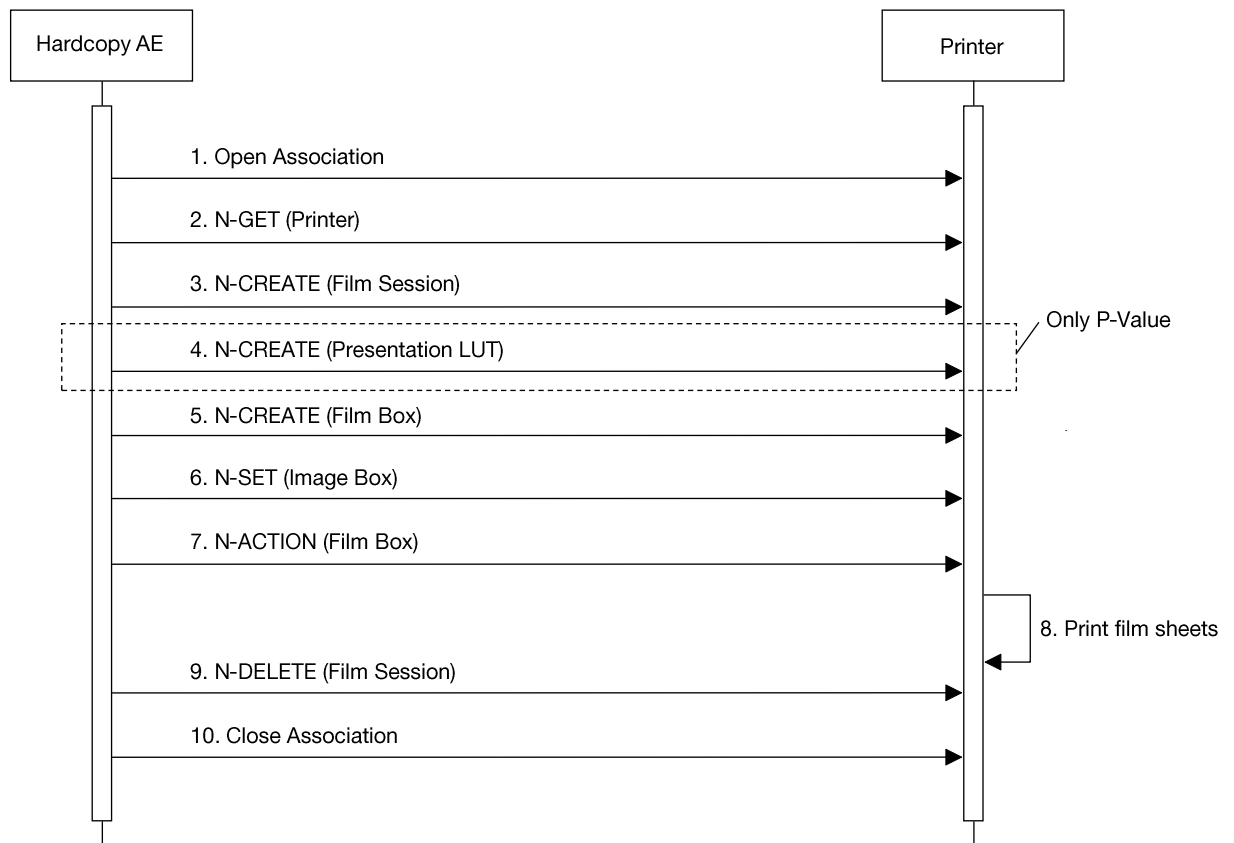 Hardcopy AE
Printer
1. Open Association
2. N-GET (Printer)
3. N-CREATE (Film Session)
Only P-Value
4. N-CREATE (Presentation LUT)
5. N-CREATE (Film Box)
6. N-SET (Image Box)
7. N-ACTION (Film Box)
8. Print film sheets
9. N-DELETE (Film Session)
10. Close Association